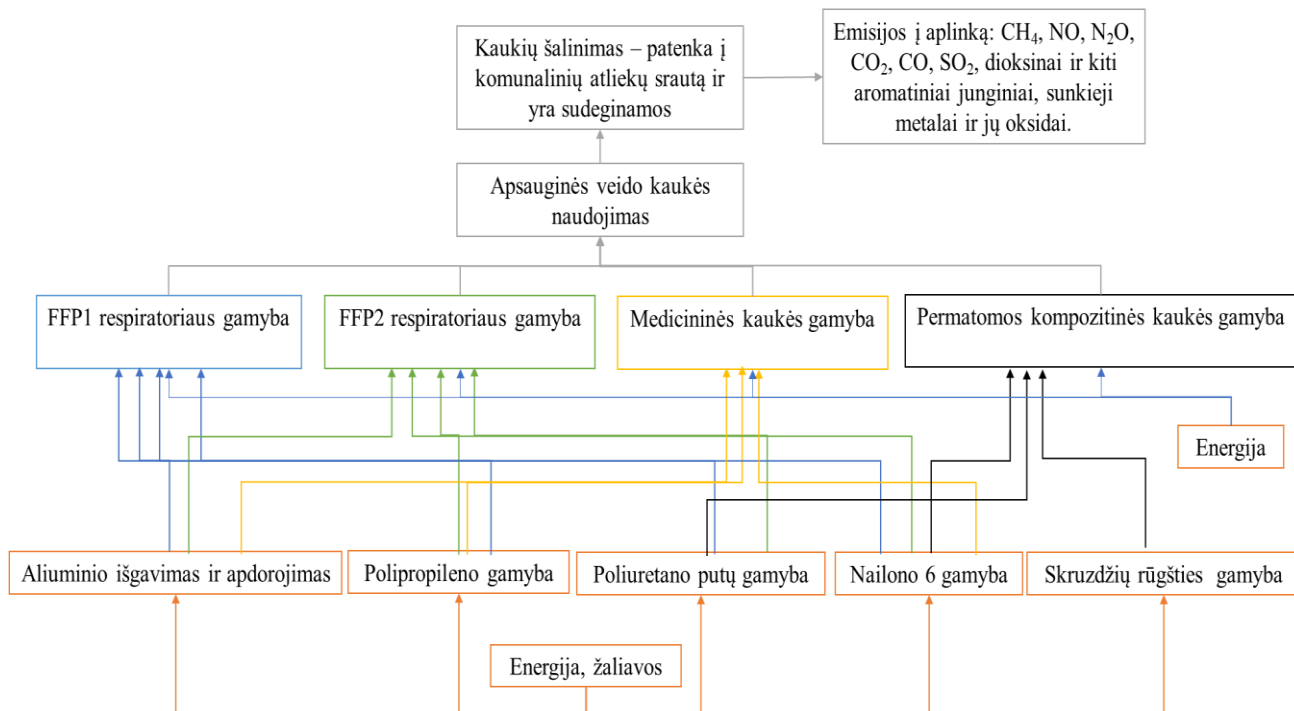 Kaukių šalinimas – patenka į
komunalinių atliekų srautą ir
yra sudeginamos
Emisijos į aplinką: CH₄, NO, N₂O,
CO₂, CO, SO₂, dioksinai ir kiti
aromatiniai junginiai, sunkieji
metalai ir jų oksidai.
Apsauginės veido kaukės
naudojimas
FFP1 respiratoriaus gamyba
FFP2 respiratoriaus gamyba
Medicininės kaukės gamyba
Permatomos kompozitinės kaukės gamyba
Energija
Aliuminio išgavimas ir apdorojimas
Polipropileno gamyba
Poliuretano putų gamyba
Nailono 6 gamyba
Skruzdžių rūgšties gamyba
Energija, žaliavos